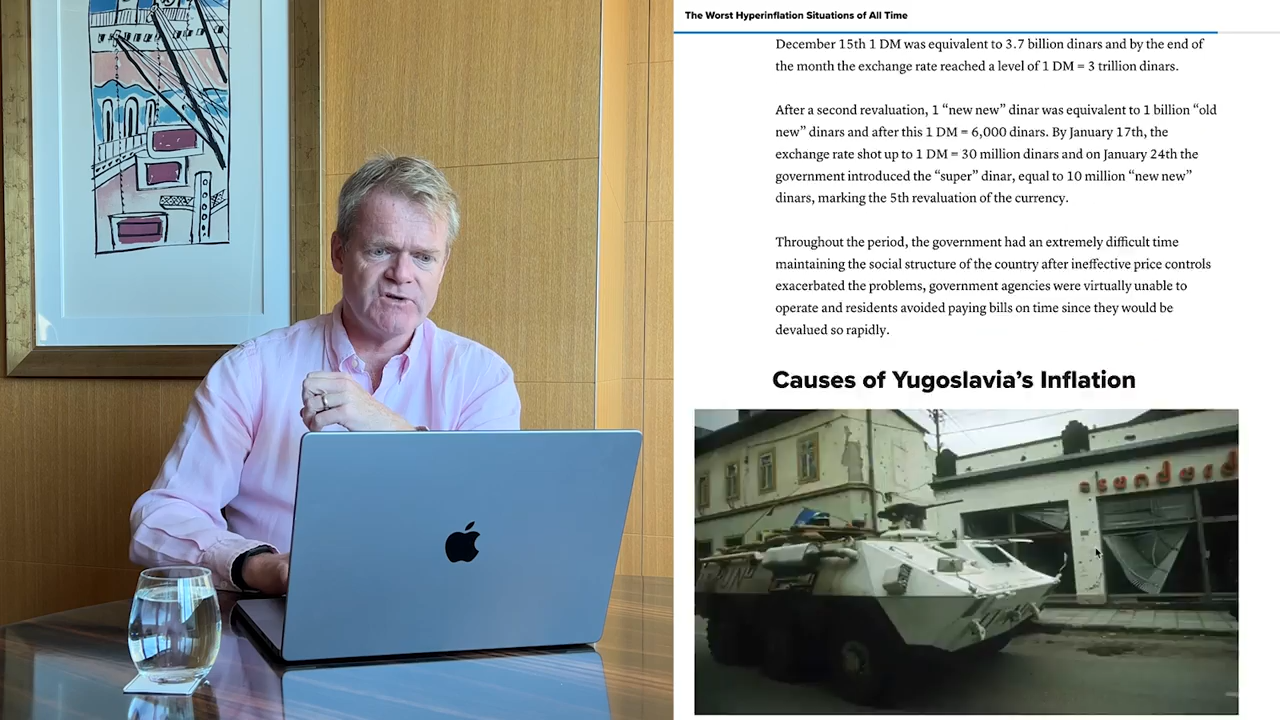 The Worst Hyperinflation Situations of All Time
December 15th 1 DM was equivalent to 3.7 billion dinars and by the end of
the month the exchange rate reached a level of 1 DM = 3 trillion dinars.
After a second revaluation, 1 “new new” dinar was equivalent to 1 billion “old
new” dinars and after this 1 DM = 6,000 dinars. By January 17th, the
exchange rate shot up to 1 DM = 30 million dinars and on January 24th the
government introduced the “super” dinar, equal to 10 million “new new”
dinars, marking the 5th revaluation of the currency.
Throughout the period, the government had an extremely difficult time
maintaining the social structure of the country after ineffective price controls
exacerbated the problems, government agencies were virtually unable to
operate and residents avoided paying bills on time since they would be
devalued so rapidly.
Causes of Yugoslavia’s Inflation